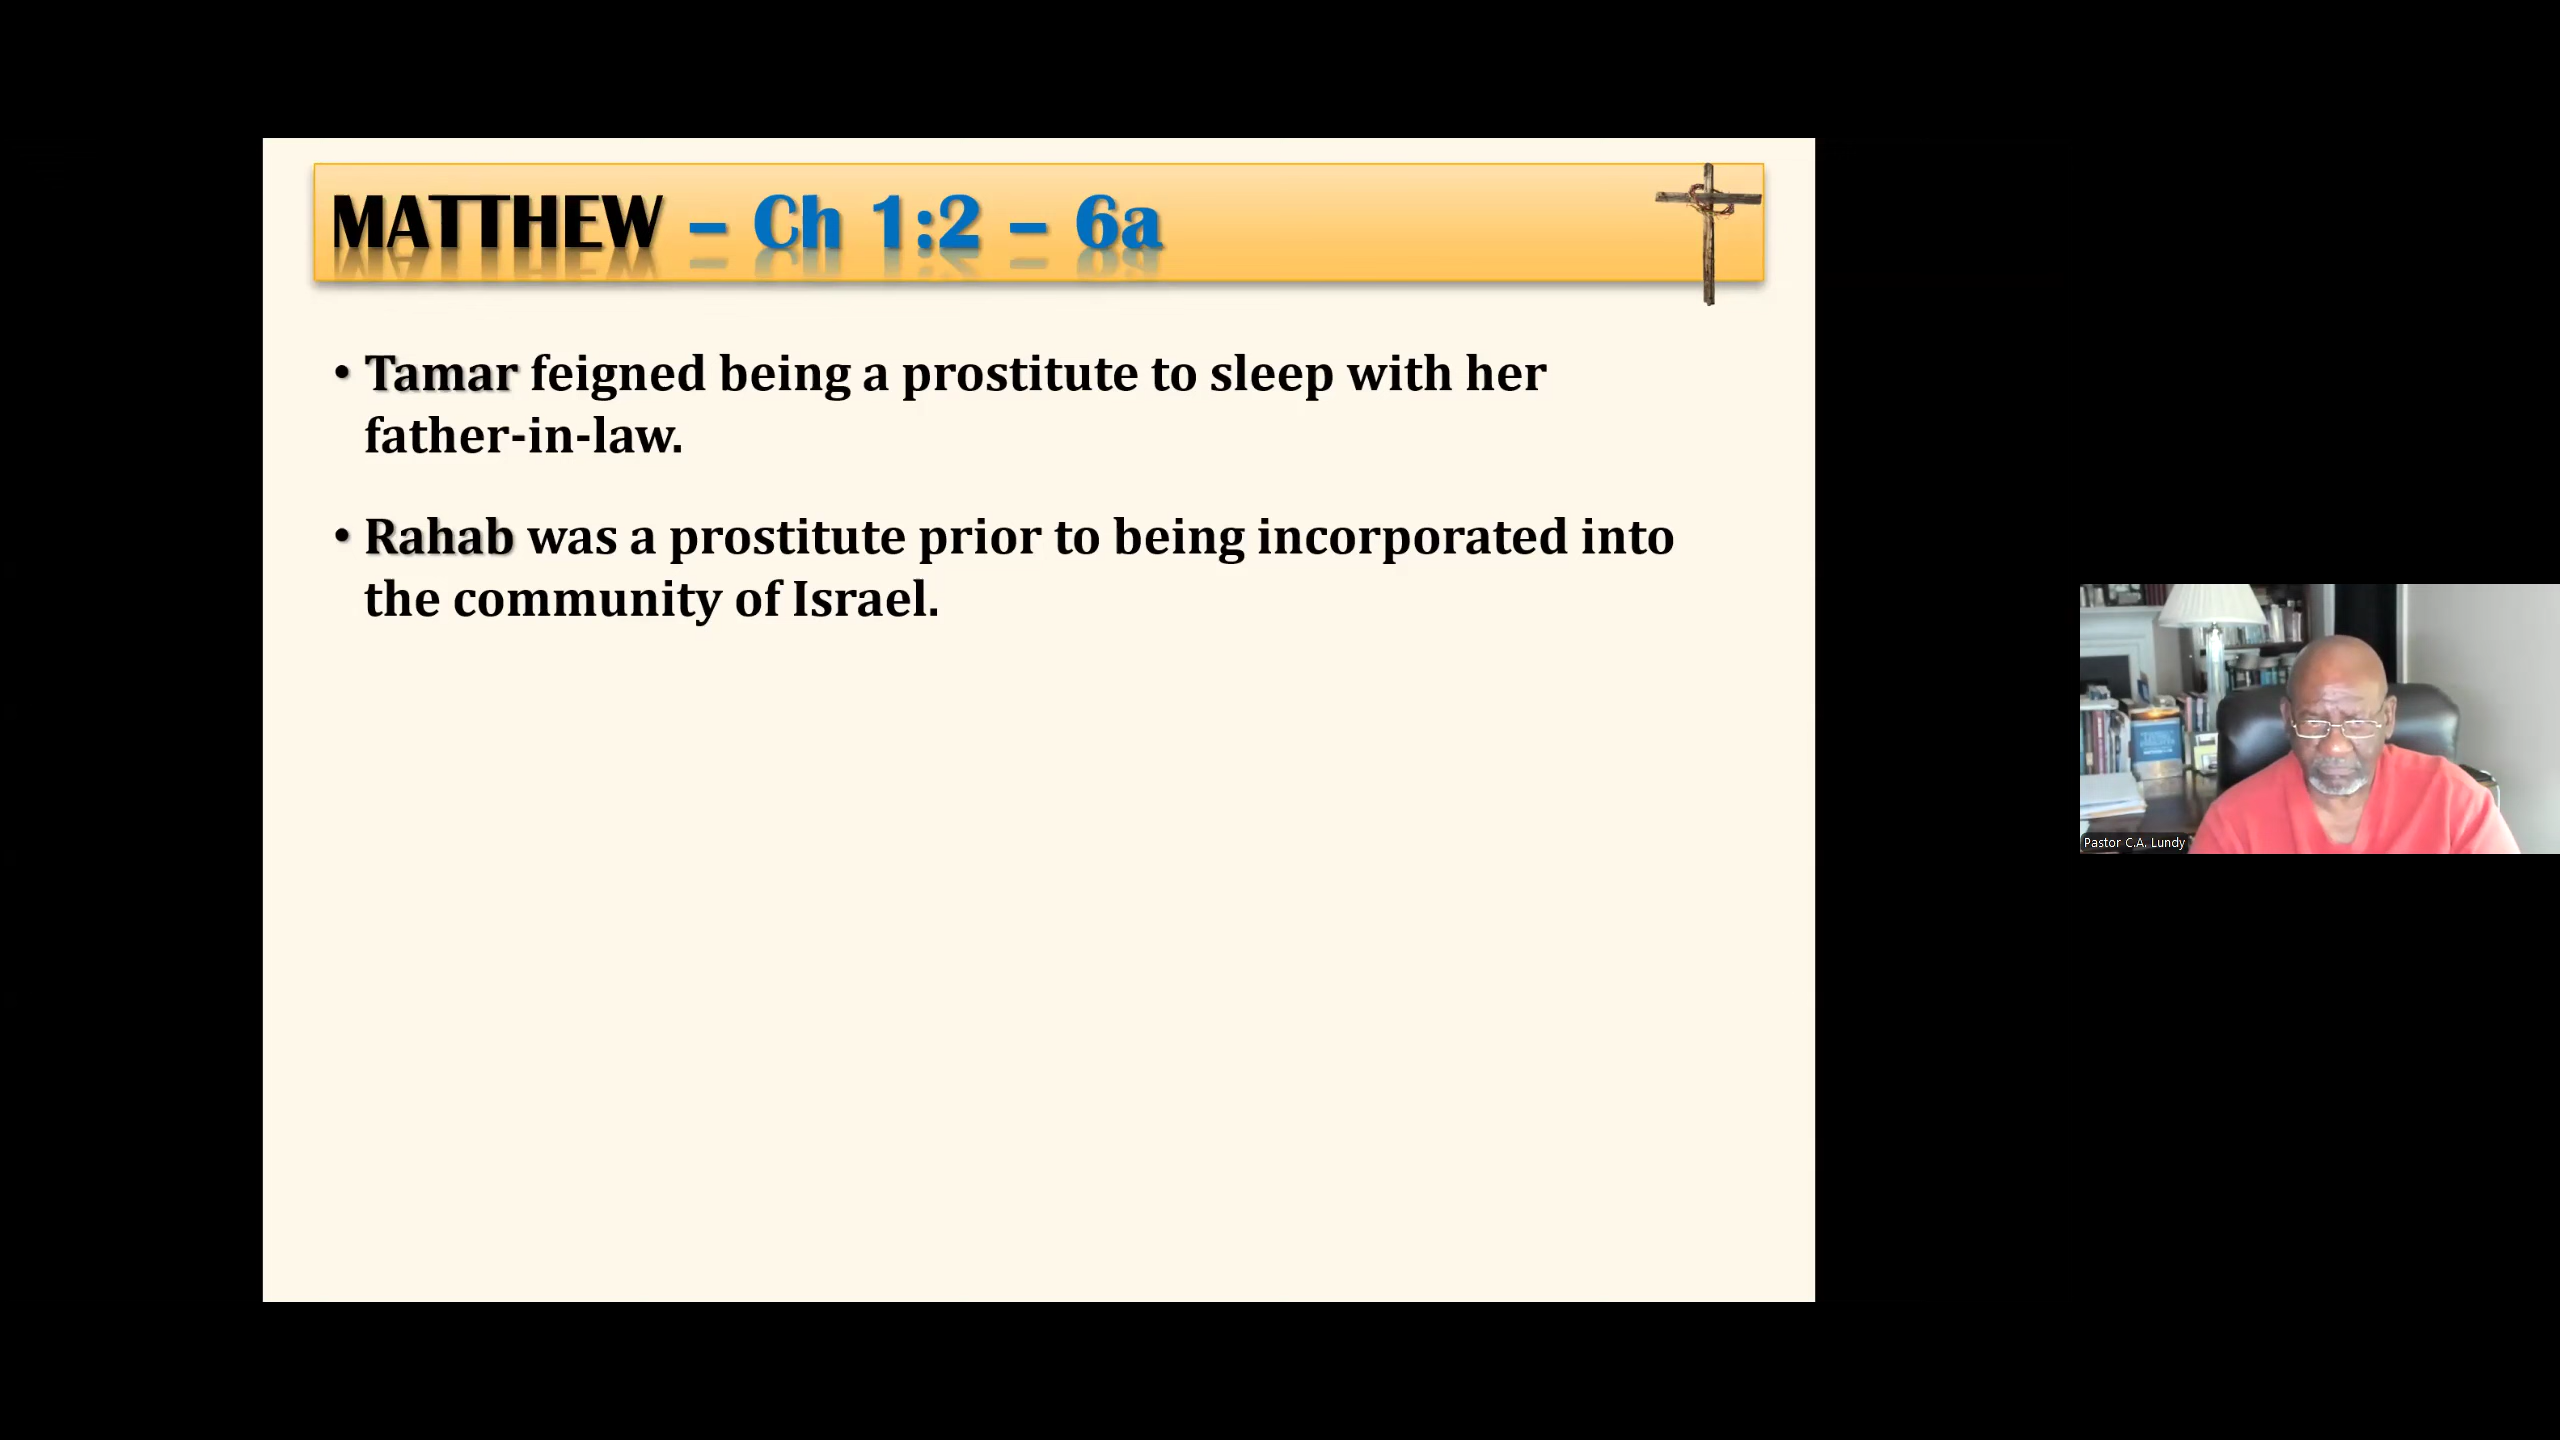 MATTHEW – Ch 1:2 – 6a
• Tamar feigned being a prostitute to sleep with her
father-in-law.
• Rahab was a prostitute prior to being incorporated into
the community of Israel.
Pastor C.A. Lundy